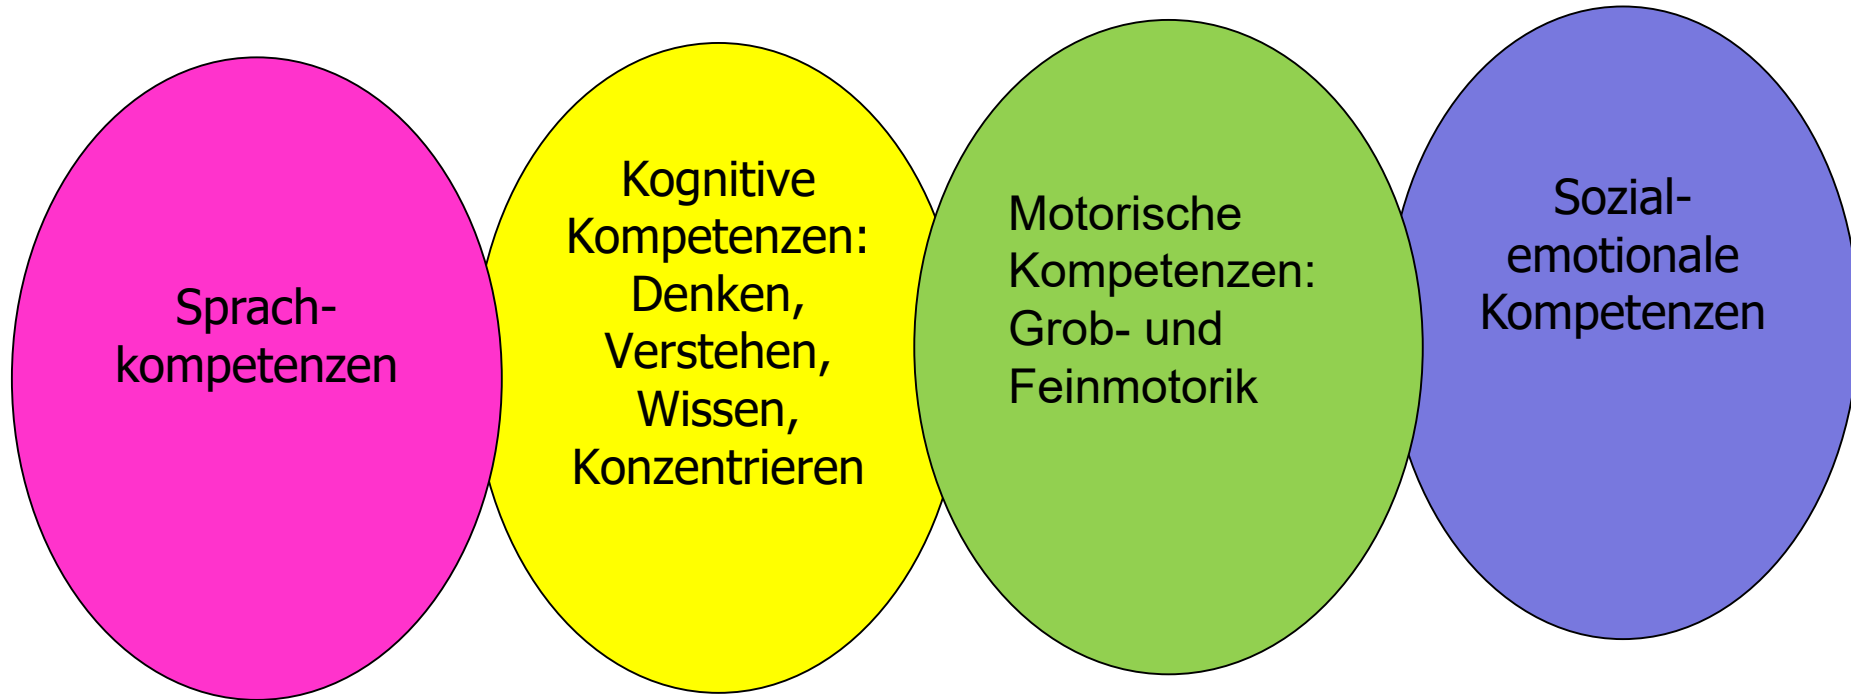 Sprach-
kompetenzen
Kognitive
Kompetenzen:
Denken,
Verstehen,
Wissen,
Konzentrieren
Motorische
Kompetenzen:
Grob- und
Feinmotorik
Sozial-
emotionale
Kompetenzen